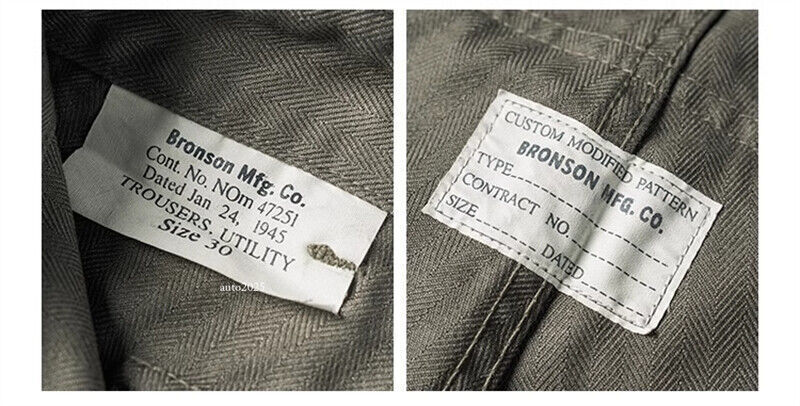 Bronson Mfg. Co.
Cont. No. NOm 47251
Dated Jan 24, 1945
TROUSERS, UTILITY
Size 30
auto2025
CUSTOM MODIFIED PATTERN
BRONSON MFG. CO.
TYPE
CONTRACT NO.
SIZE DATED